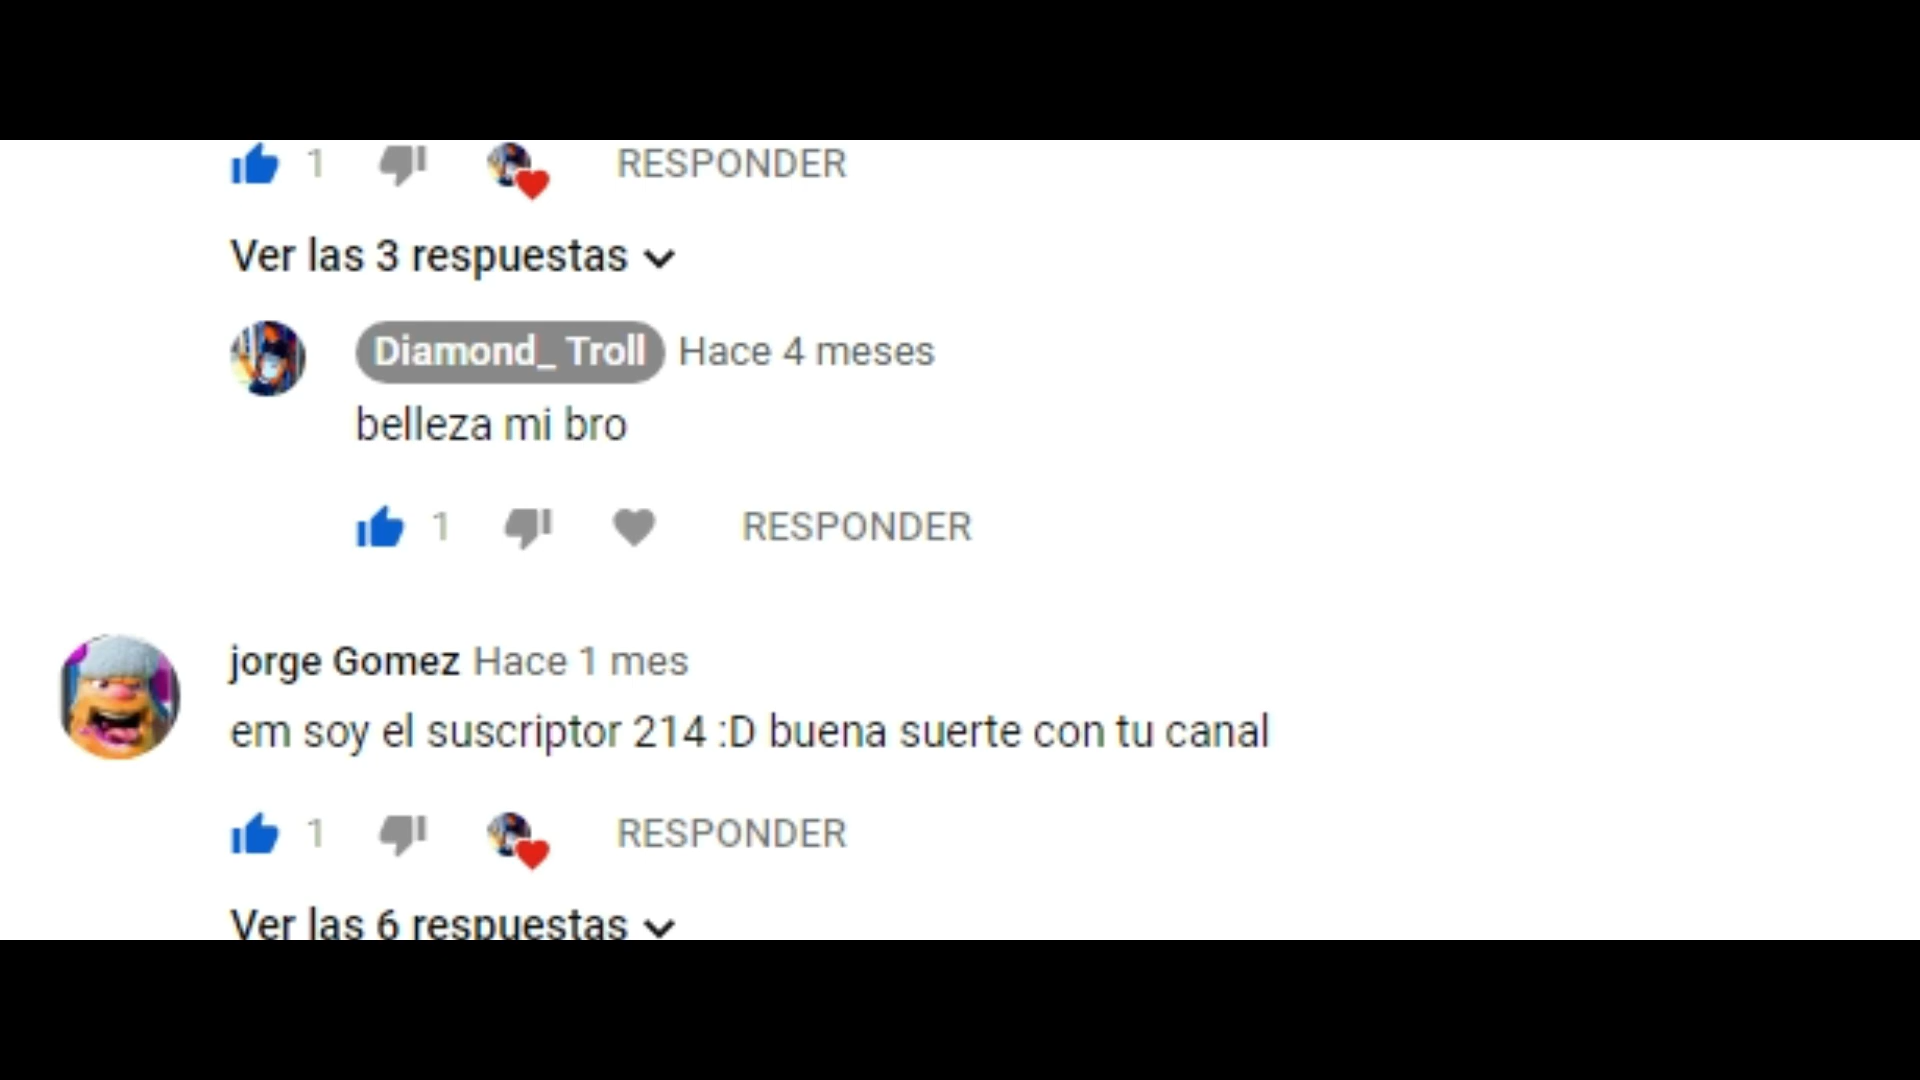 1 RESPONDER
Ver las 3 respuestas
Diamond_ Troll Hace 4 meses
belleza mi bro
1 RESPONDER
jorge Gomez Hace 1 mes
em soy el suscriptor 214 :D buena suerte con tu canal
1 RESPONDER
Ver las 6 respuestas